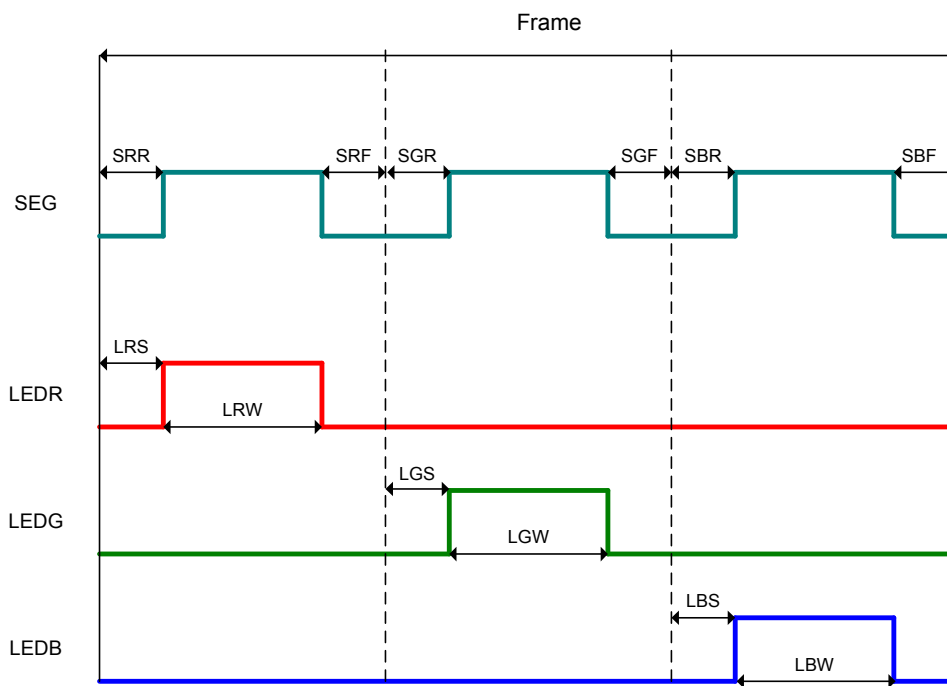 Frame
SRR SRF SGR SGF SBR SBF
SEG
LRS
LEDR
LRW
LGS
LEDG
LGW
LBS
LEDB
LBW